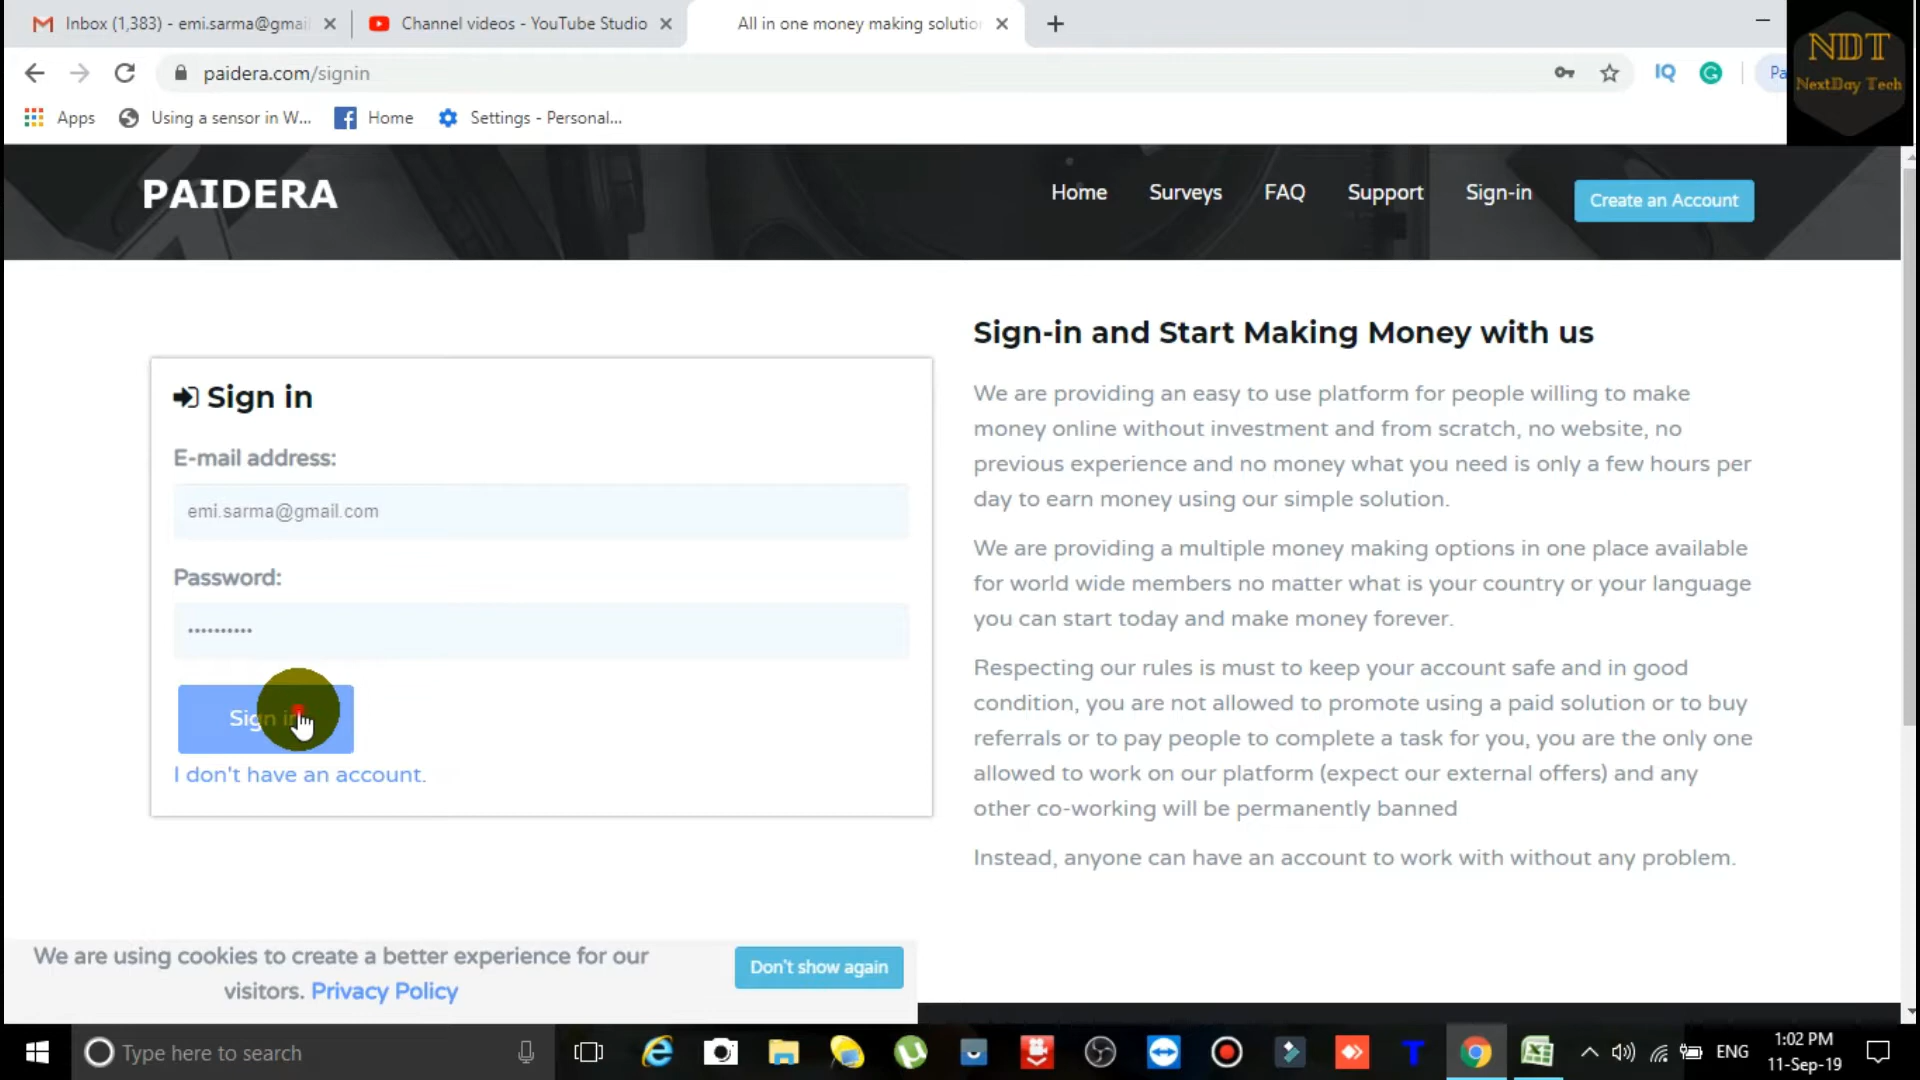 Inbox (1,383) - emi.sarma@gmail
Channel videos - YouTube Studio
All in one money making solution
NDT
NextDay Tech
paidera.com/signin
IQ
Pa
Apps
Using a sensor in W...
Home
Settings - Personal...
PAIDERA
Home
Surveys
FAQ
Support
Sign-in
Create an Account
Sign in
E-mail address:
emi.sarma@gmail.com
Password:
••••••••••
Sign in
I don't have an account.
Sign-in and Start Making Money with us
We are providing an easy to use platform for people willing to make
money online without investment and from scratch, no website, no
previous experience and no money what you need is only a few hours per
day to earn money using our simple solution.
We are providing a multiple money making options in one place available
for world wide members no matter what is your country or your language
you can start today and make money forever.
Respecting our rules is must to keep your account safe and in good
condition, you are not allowed to promote using a paid solution or to buy
referrals or to pay people to complete a task for you, you are the only one
allowed to work on our platform (expect our external offers) and any
other co-working will be permanently banned
Instead, anyone can have an account to work with without any problem.
We are using cookies to create a better experience for our
visitors. Privacy Policy
Don't show again
Type here to search
ENG
1:02 PM
11-Sep-19